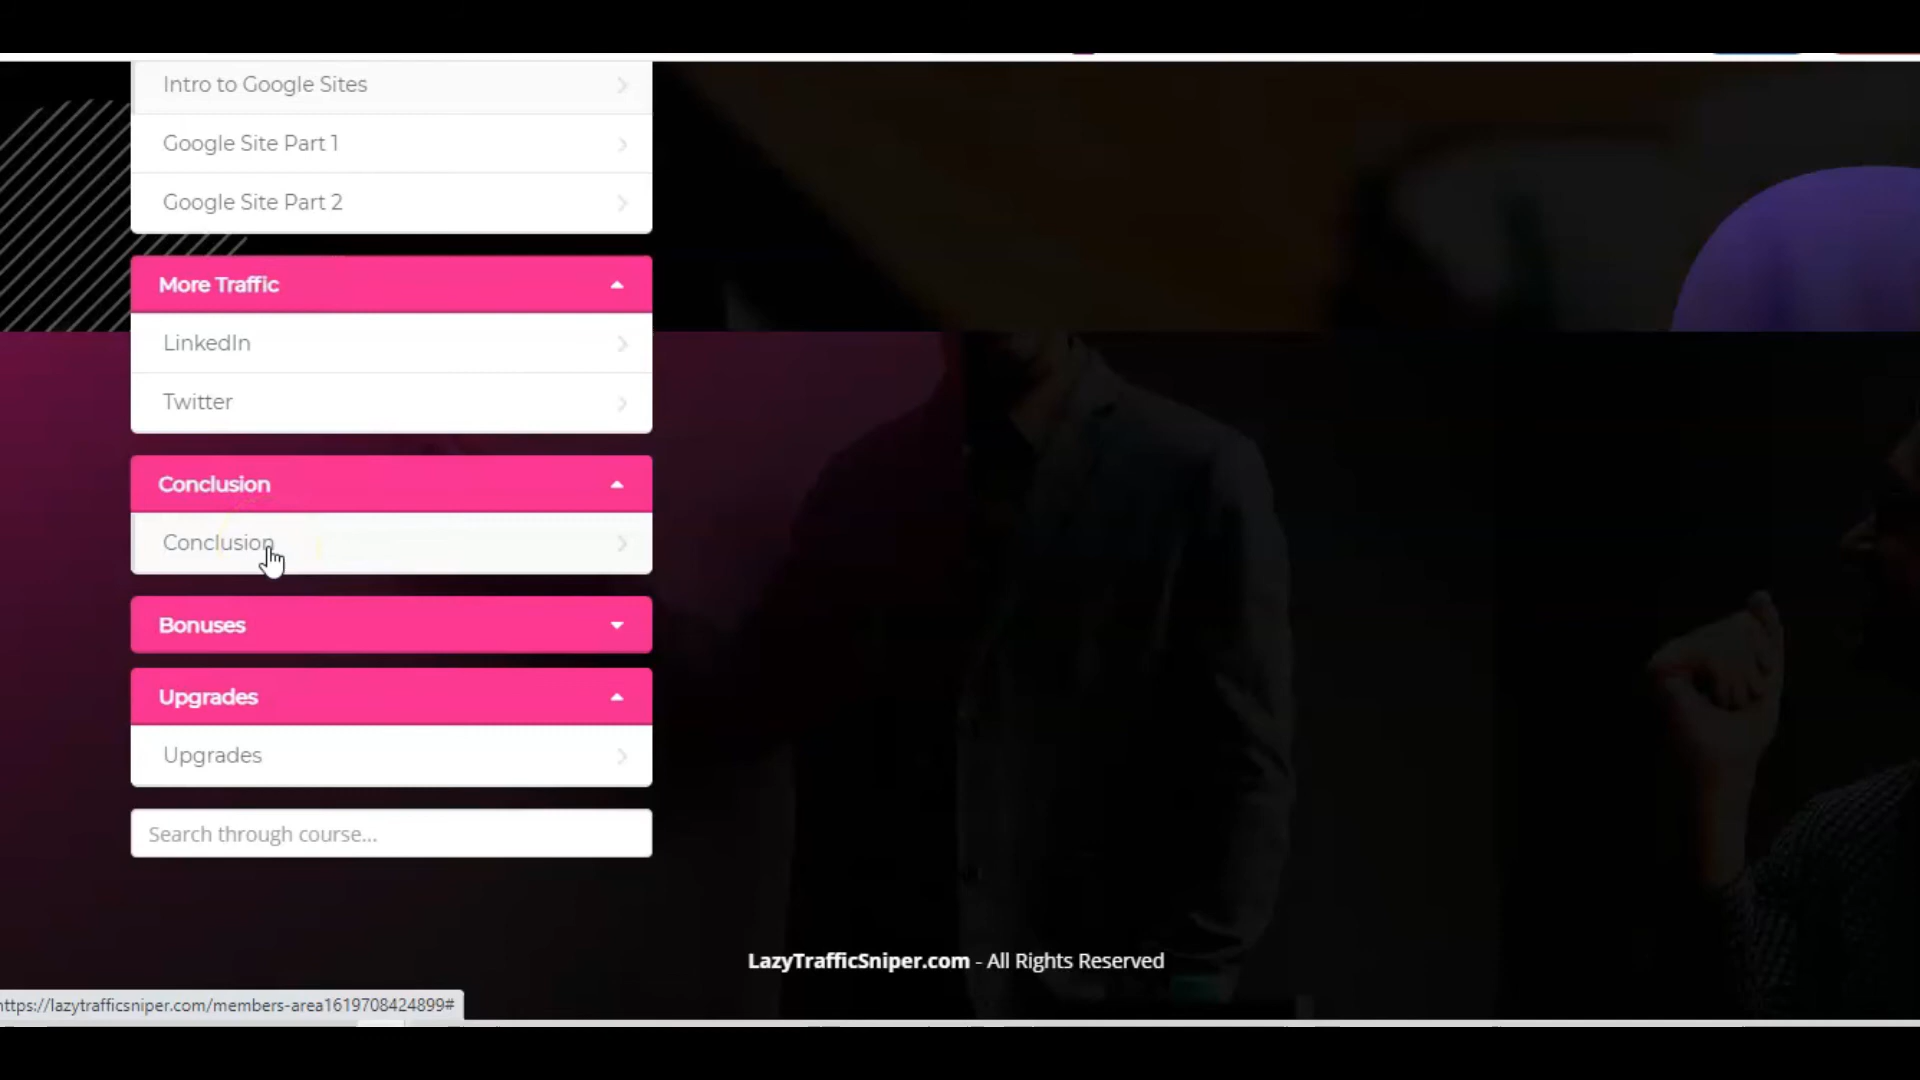 Intro to Google Sites
Google Site Part 1
Google Site Part 2
More Traffic
LinkedIn
Twitter
Conclusion
Conclusion
Bonuses
Upgrades
Upgrades
Search through course...
LazyTrafficSniper.com - All Rights Reserved
https://lazytrafficsniper.com/members-area1619708424899#